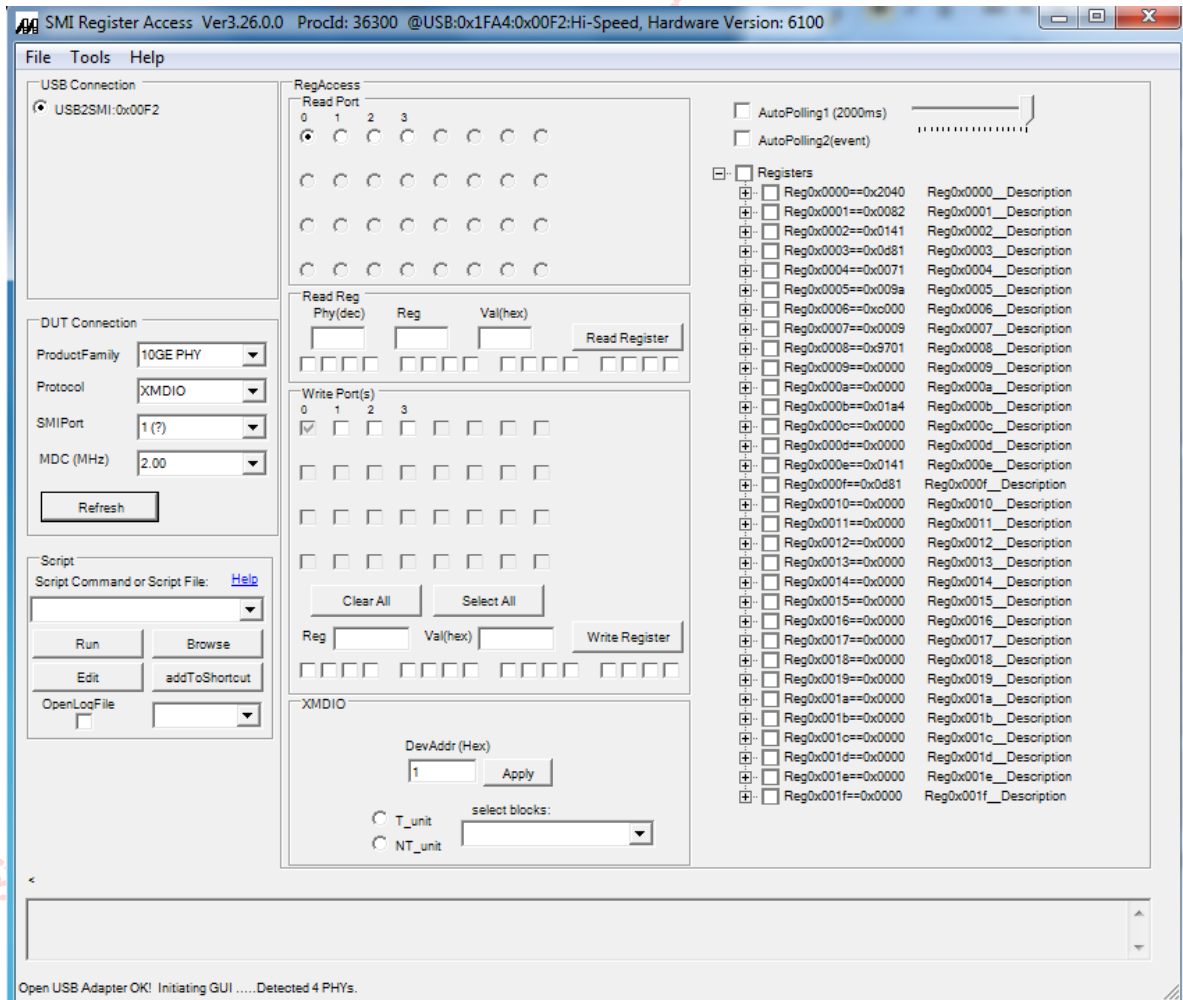 SMI Register Access Ver3.26.0.0 ProcId: 36300 @USB:0x1FA4:0x00F2:Hi-Speed, Hardware Version: 6100
File Tools Help
USB Connection
USB2SMI:0x00F2
DUT Connection
ProductFamily 10GE PHY
Protocol XMDIO
SMIPort 1 (?)
MDC (MHz) 2.00
Refresh
Script
Script Command or Script File: Help
Run Browse
Edit addToShortcut
OpenLogFile
RegAccess
Read Port
0 1 2 3
Read Reg
Phy(dec) Reg Val(hex)
Read Register
Write Port(s)
0 1 2 3
Clear All Select All
Reg Val(hex) Write Register
XMDIO
DevAddr (Hex)
1 Apply
T_unit
NT_unit
select blocks:
AutoPolling1 (2000ms)
AutoPolling2(event)
Registers
Reg0x0000==0x2040 Reg0x0000__Description
Reg0x0001==0x0082 Reg0x0001__Description
Reg0x0002==0x0141 Reg0x0002__Description
Reg0x0003==0x0d81 Reg0x0003__Description
Reg0x0004==0x0071 Reg0x0004__Description
Reg0x0005==0x009a Reg0x0005__Description
Reg0x0006==0xc000 Reg0x0006__Description
Reg0x0007==0x0009 Reg0x0007__Description
Reg0x0008==0x9701 Reg0x0008__Description
Reg0x0009==0x0000 Reg0x0009__Description
Reg0x000a==0x0000 Reg0x000a__Description
Reg0x000b==0x01a4 Reg0x000b__Description
Reg0x000c==0x0000 Reg0x000c__Description
Reg0x000d==0x0000 Reg0x000d__Description
Reg0x000e==0x0141 Reg0x000e__Description
Reg0x000f==0x0d81 Reg0x000f__Description
Reg0x0010==0x0000 Reg0x0010__Description
Reg0x0011==0x0000 Reg0x0011__Description
Reg0x0012==0x0000 Reg0x0012__Description
Reg0x0013==0x0000 Reg0x0013__Description
Reg0x0014==0x0000 Reg0x0014__Description
Reg0x0015==0x0000 Reg0x0015__Description
Reg0x0016==0x0000 Reg0x0016__Description
Reg0x0017==0x0000 Reg0x0017__Description
Reg0x0018==0x0000 Reg0x0018__Description
Reg0x0019==0x0000 Reg0x0019__Description
Reg0x001a==0x0000 Reg0x001a__Description
Reg0x001b==0x0000 Reg0x001b__Description
Reg0x001c==0x0000 Reg0x001c__Description
Reg0x001d==0x0000 Reg0x001d__Description
Reg0x001e==0x0000 Reg0x001e__Description
Reg0x001f==0x0000 Reg0x001f__Description
<
Open USB Adapter OK! Initiating GUI .....Detected 4 PHYs.